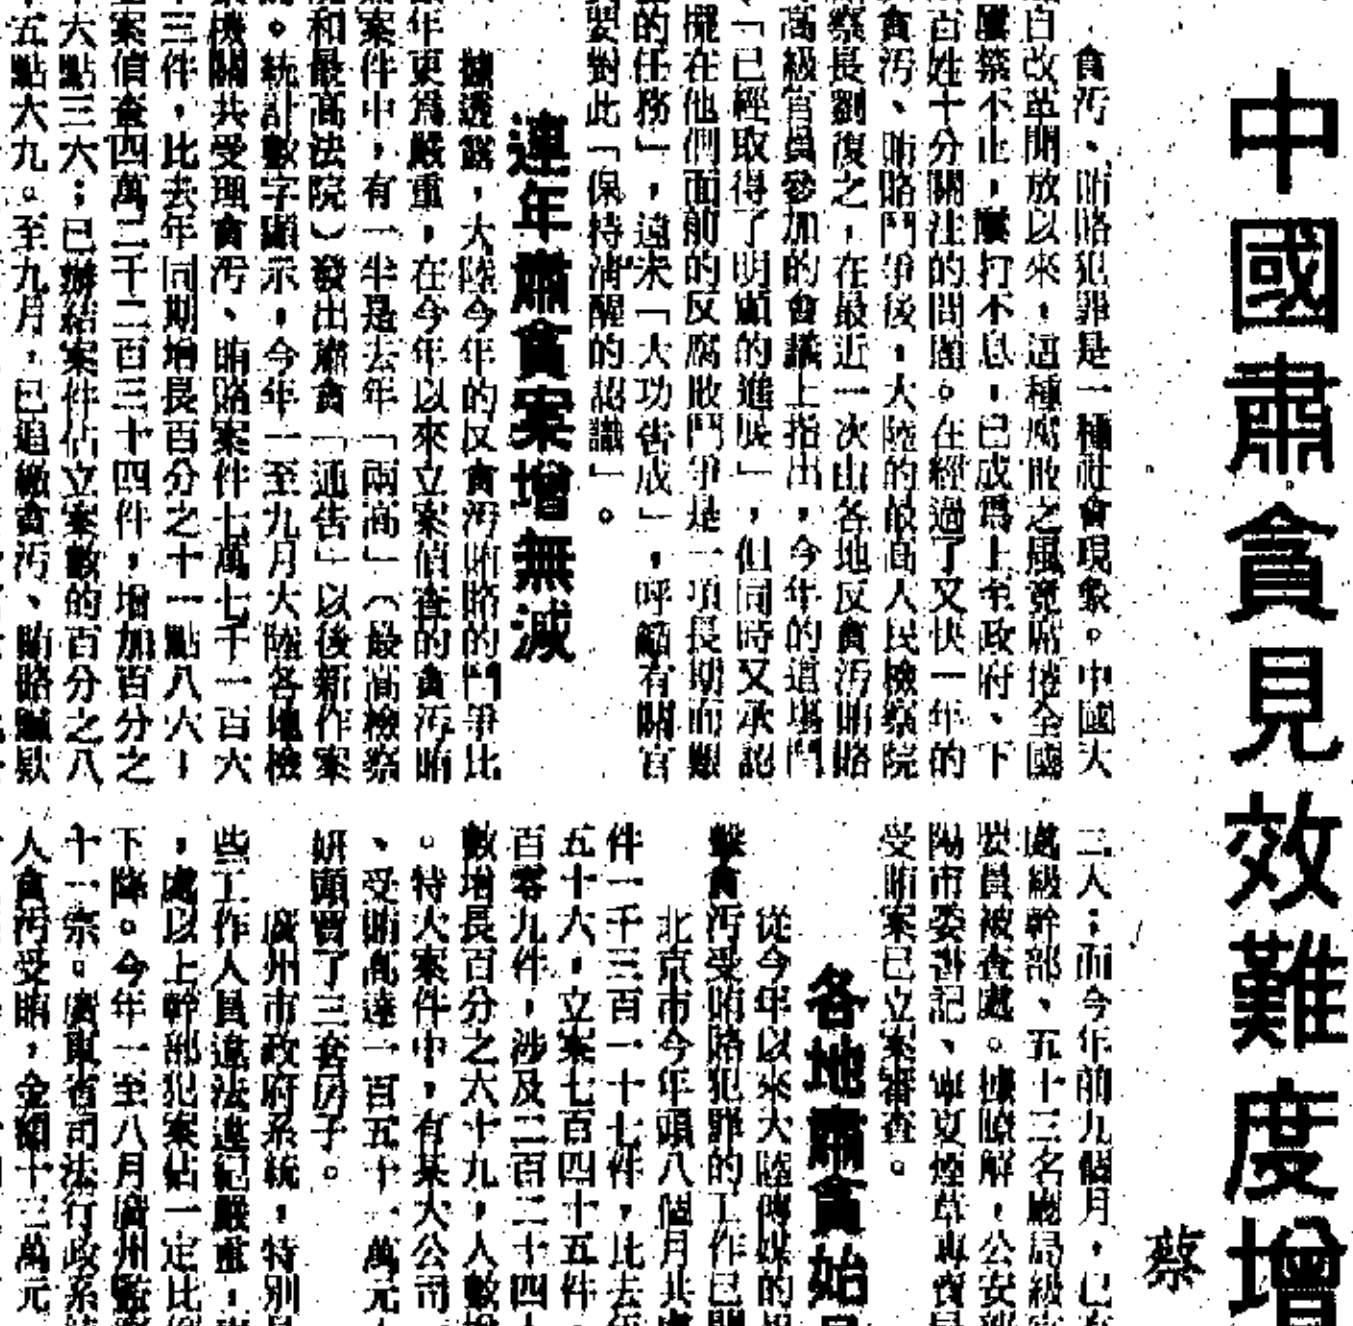 中國肅貪見效難度增
蔡
貪污、賄賂犯罪是一種社會現象。中國大
自改革開放以來，這種腐敗之風竟席捲全國
屢禁不止，屢打不息，已成爲上至政府、下
百姓十分關注的問題。在經過了又快一年的
貪污、賄賂鬥爭後，大陸的最高人民檢察院
察長劉復之，在最近一次由各地反貪污賄賂
高級官員參加的會議上指出，今年的這場鬥
「已經取得了明顯的進展」，但同時又承認
擺在他們面前的反腐敗鬥爭是一項長期而艱
的任務」，遠未「大功告成」，呼籲有關官
要對此「保持清醒的認識」。
連年肅貪案增無減
據透露，大陸今年的反貪污賄賂的鬥爭比
年更爲嚴重，在今年以來立案偵查的貪污賄
案件中，有一半是去年「兩高」（最高檢察
和最高法院）發出肅貪「通告」以後新作案
。統計數字顯示，今年一至九月大陸各地檢
機關共受理貪污、賄賂案件七萬七千一百六
三件，比去年同期增長百分之十一點八六，
案偵查四萬二千二百三十四件，增加百分之
六點三六；已辦結案件佔立案數的百分之八
五點六九。至九月，已追繳貪污、賄賂贓款
三人；而今年前九個月，已
處級幹部、五十三名廳局級
要員被查處。據瞭解，公安部
陽市委書記、寧夏煙草專賣局
受賄案已立案審查。
各地肅貪始
從今年以來大陸傳媒的
擊貪污受賄賂犯罪的工作已
北京市今年頭八個月共
件一千三百一十七件，比去年
五十六，立案七百四十五件，
百零九件，涉及二百二十四人
數增長百分之六十九，人數增
。特大案件中，有某大公司
、受賄高達一百五十一萬元
姘頭買了三套房子。
廣州市政府系統，特別
些工作人員違法違紀嚴重，
，處以上幹部犯案佔一定比
下降。今年一至八月廣州監
十一宗。廣東省司法行政系
人貪污受賄，金額十三萬元